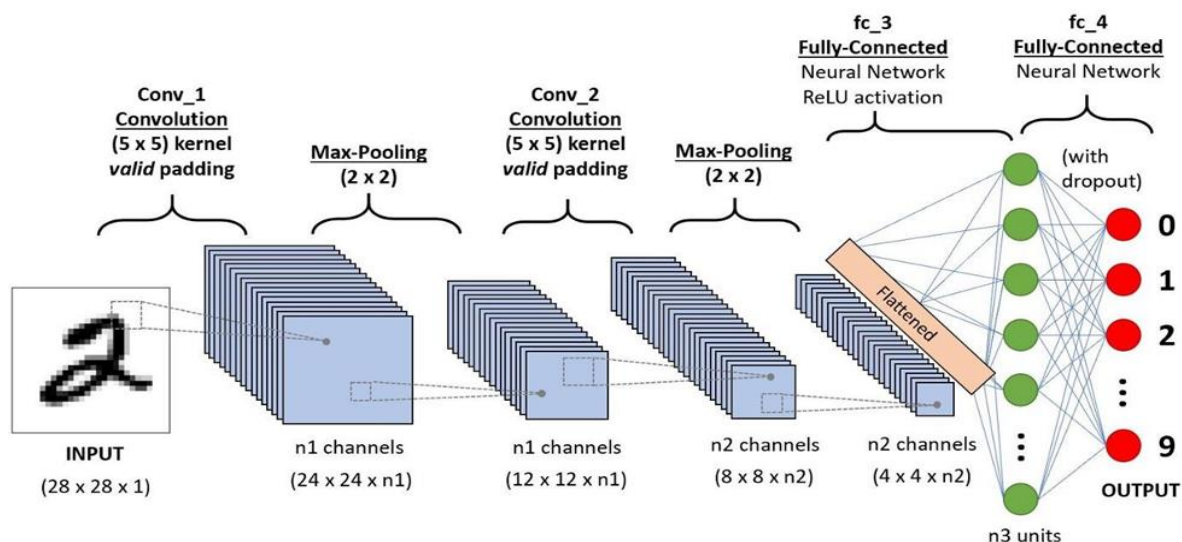 fc_3
Fully-Connected
Neural Network
ReLU activation
fc_4
Fully-Connected
Neural Network
Conv_1
Convolution
(5 x 5) kernel
valid padding
Max-Pooling
(2 x 2)
Conv_2
Convolution
(5 x 5) kernel
valid padding
Max-Pooling
(2 x 2)
(with
dropout)
0
1
2
9
Flattened
INPUT
(28 x 28 x 1)
n1 channels
(24 x 24 x n1)
n1 channels
(12 x 12 x n1)
n2 channels
(8 x 8 x n2)
n2 channels
(4 x 4 x n2)
OUTPUT
n3 units
2